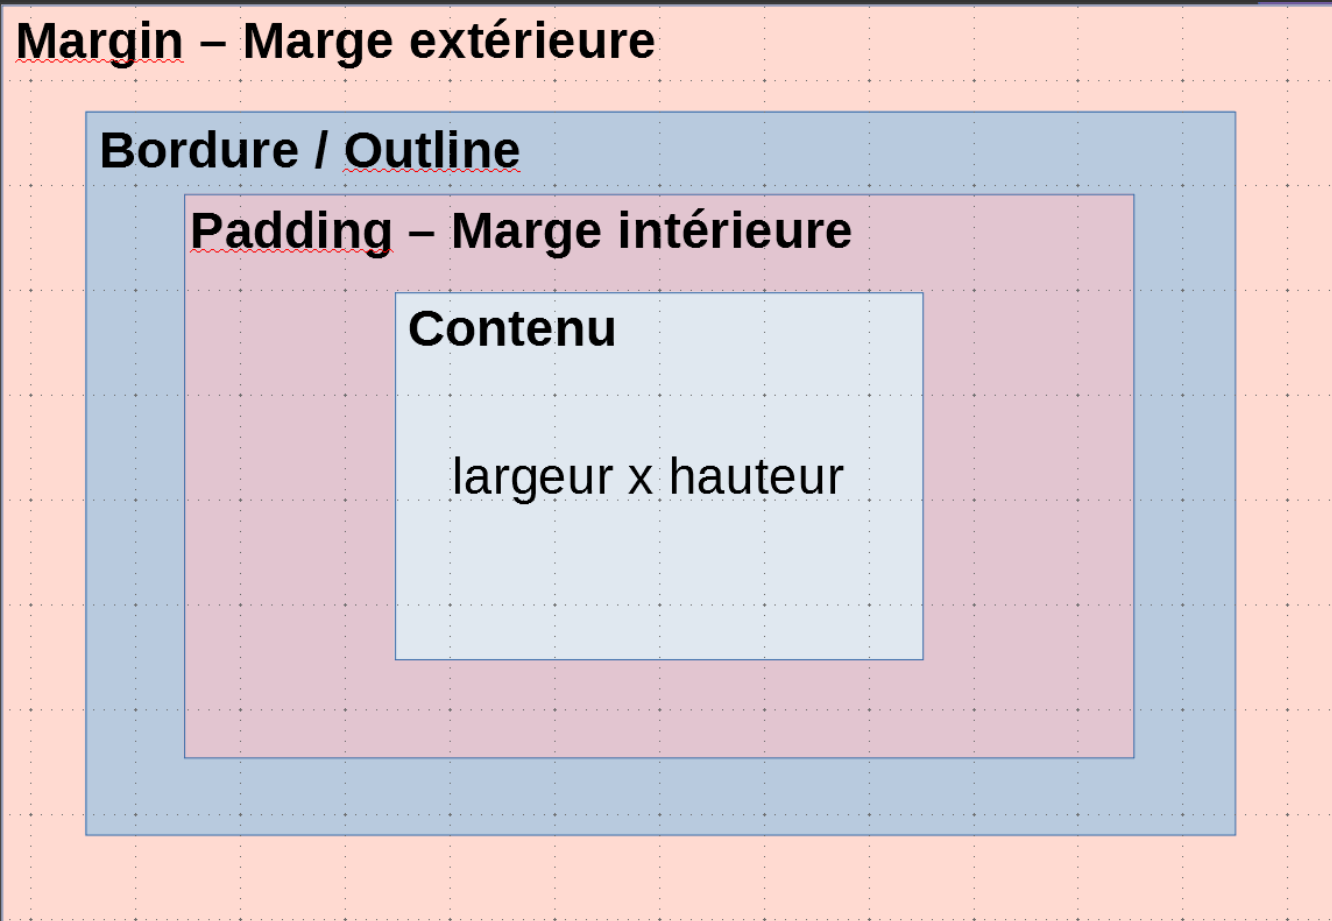 Margin – Marge extérieure
Bordure / Outline
Padding – Marge intérieure
Contenu
largeur x hauteur